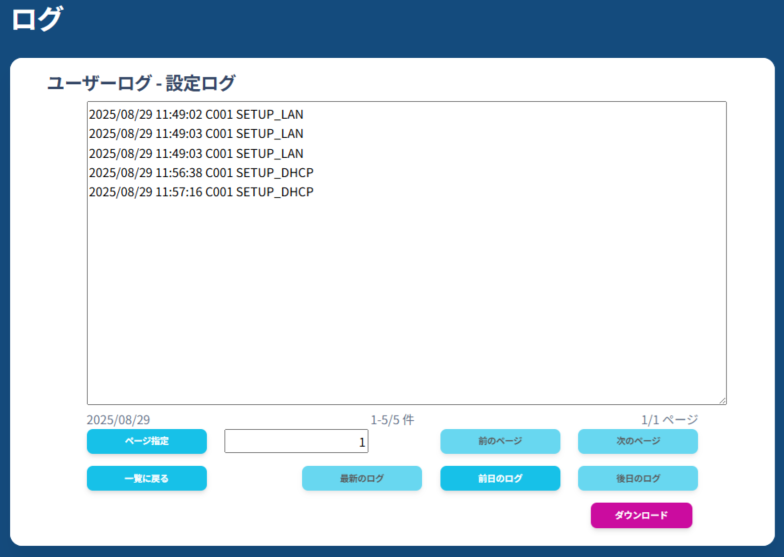 ログ
ユーザーログ - 設定ログ
2025/08/29 11:49:02 C001 SETUP_LAN
2025/08/29 11:49:03 C001 SETUP_LAN
2025/08/29 11:49:03 C001 SETUP_LAN
2025/08/29 11:56:38 C001 SETUP_DHCP
2025/08/29 11:57:16 C001 SETUP_DHCP
2025/08/29 1-5/5 件 1/1 ページ
ページ指定 1 前のページ 次のページ
一覧に戻る 最新のログ 前日のログ 後日のログ
ダウンロード